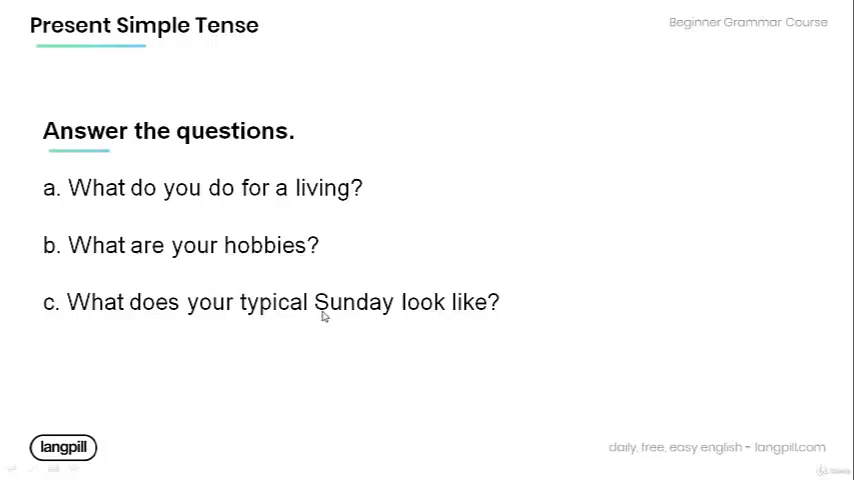 Present Simple Tense
Beginner Grammar Course
Answer the questions.
a. What do you do for a living?
b. What are your hobbies?
c. What does your typical Sunday look like?
langpill
daily, free, easy english - langpill.com